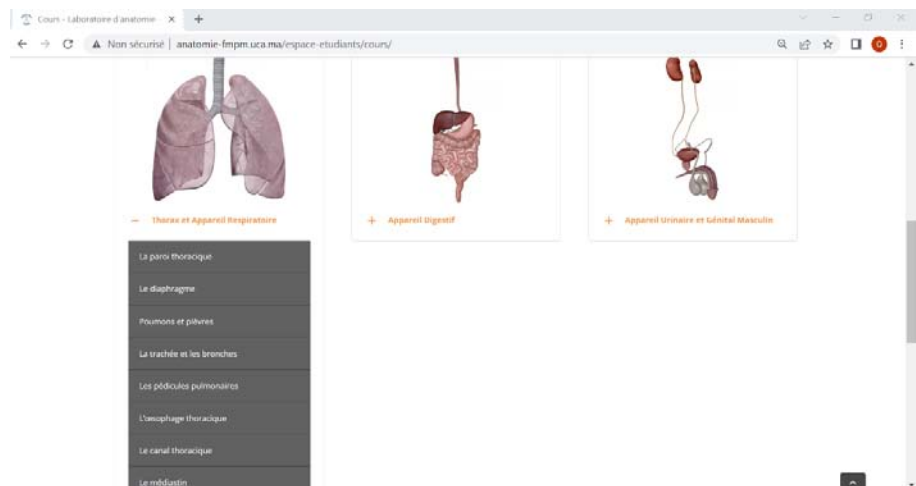 Cours - Laboratoire d'anatomie
Non sécurisé | anatomie-fmpm.uca.ma/espace-etudiants/cours/
— Thorax et Appareil Respiratoire
+ Appareil Digestif
+ Appareil Urinaire et Génital Masculin
La paroi thoracique
Le diaphragme
Poumons et plèvres
La trachée et les bronches
Les pédicules pulmonaires
L'oesophage thoracique
Le canal thoracique
Le médiastin